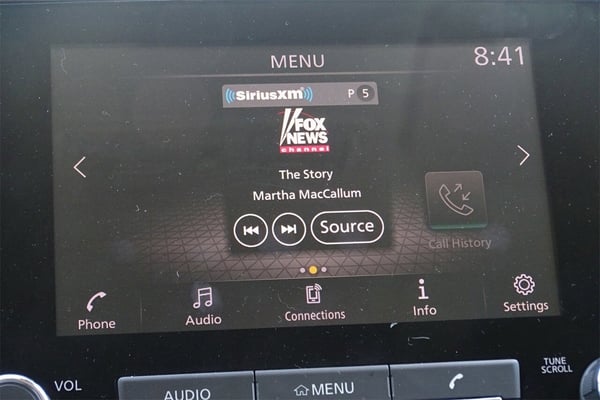 MENU
8:41
SiriusXm
P 5
FOX
NEWS
channel
The Story
Martha MacCallum
Source
Call History
Phone
Audio
Connections
Info
Settings
VOL
AUDIO
MENU
TUNE
SCROLL